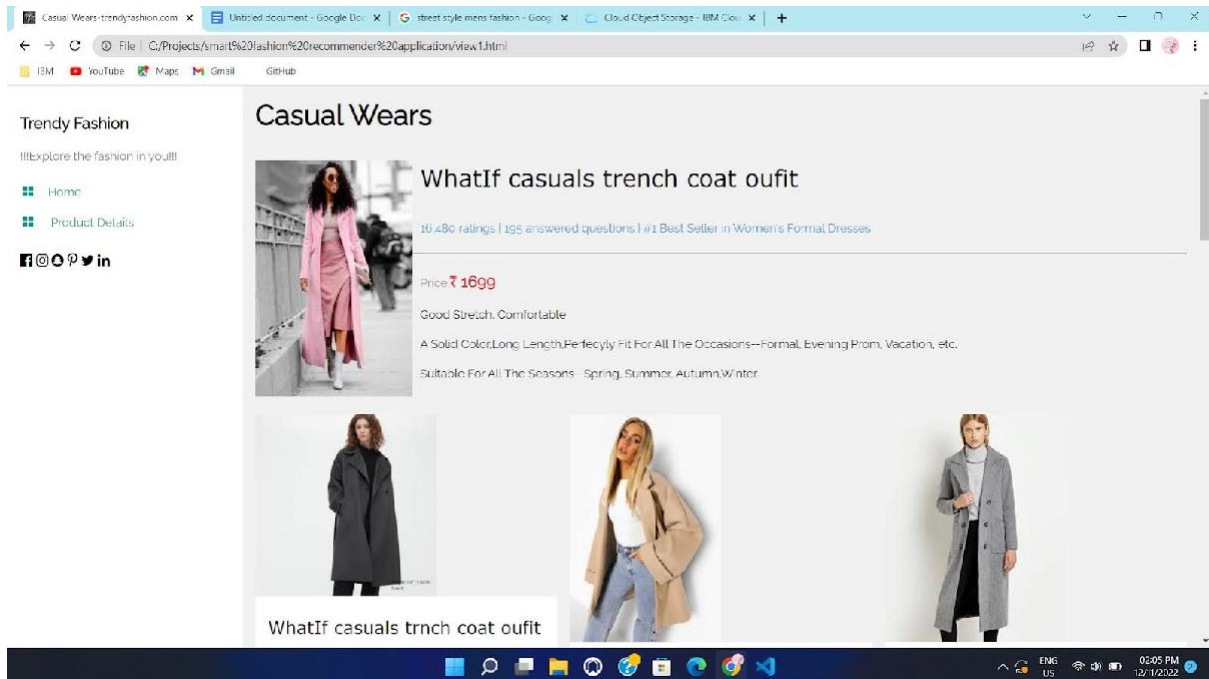 Casual Wears-trendyfashion.com
Untitled document - Google Doc
street style mens fashion - Goog
Cloud Object Storage - IBM Clou
File | C:/Projects/smart%20fashion%20recommender%20application/view1.html
IBM YouTube Maps Gmail GitHub
Trendy Fashion
!!!Explore the fashion in you!!!
Home
Product Details
Casual Wears
WhatIf casuals trench coat oufit
16,480 ratings | 195 answered questions | #1 Best Seller in Women's Formal Dresses
Price:₹ 1699
Good Stretch, Comfortable
A Solid Color,Long Length,Perfecyly Fit For All The Occasions--Formal, Evening Prom, Vacation, etc.
Suitable For All The Seasons--Spring, Summer, Autumn,Winter.
WhatIf casuals trnch coat oufit
ENG
US
02:05 PM
12/11/2022